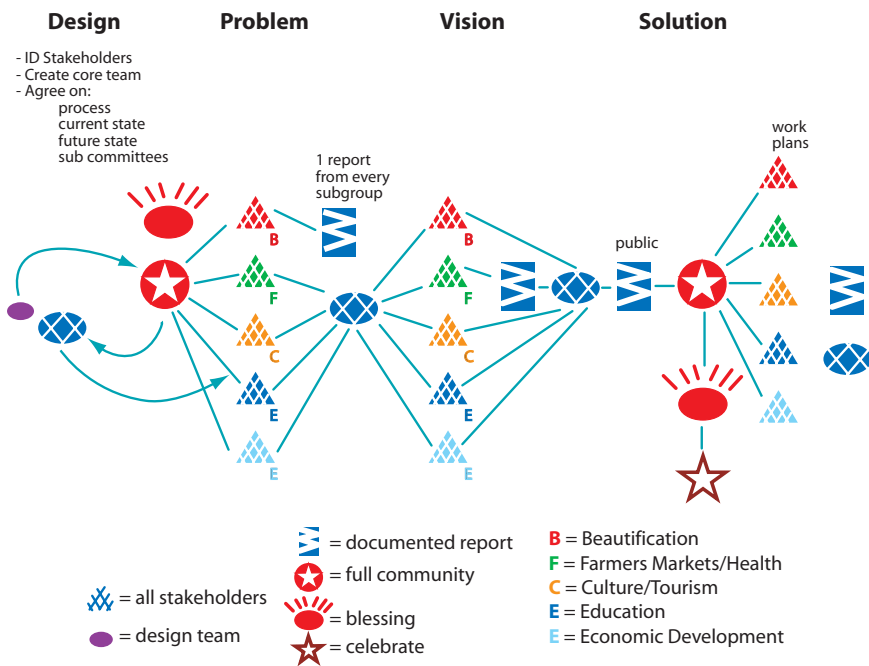 Design
Problem
Vision
Solution
- ID Stakeholders
- Create core team
- Agree on:
process
current state
future state
sub committees
1 report
from every
subgroup
work
plans
public
B
F
C
E
E
B
F
C
E
E
= documented report
= full community
= all stakeholders
= blessing
= design team
= celebrate
B = Beautification
F = Farmers Markets/Health
C = Culture/Tourism
E = Education
E = Economic Development